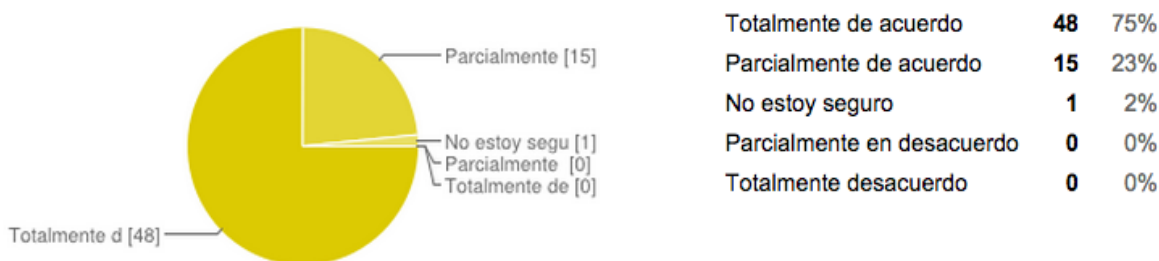 Parcialmente [15]
No estoy segu [1]
Parcialmente [0]
Totalmente de [0]
Totalmente d [48]
Totalmente de acuerdo 48 75%
Parcialmente de acuerdo 15 23%
No estoy seguro 1 2%
Parcialmente en desacuerdo 0 0%
Totalmente desacuerdo 0 0%